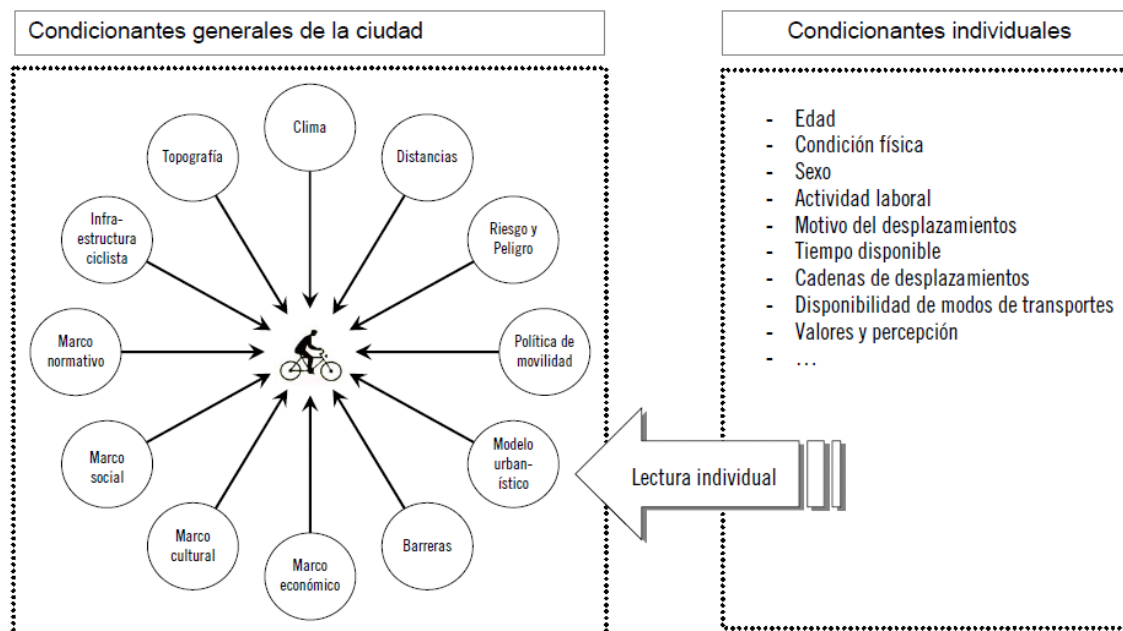 Condicionantes generales de la ciudad
Condicionantes individuales
Clima
Topografía
Distancias
Infra-
estructura
ciclista
Riesgo y
Peligro
Marco
normativo
Política de
movilidad
Marco
social
Modelo
urban-
ístico
Marco
cultural
Marco
económico
Barreras
- Edad
- Condición física
- Sexo
- Actividad laboral
- Motivo del desplazamientos
- Tiempo disponible
- Cadenas de desplazamientos
- Disponibilidad de modos de transportes
- Valores y percepción
- ...
Lectura individual